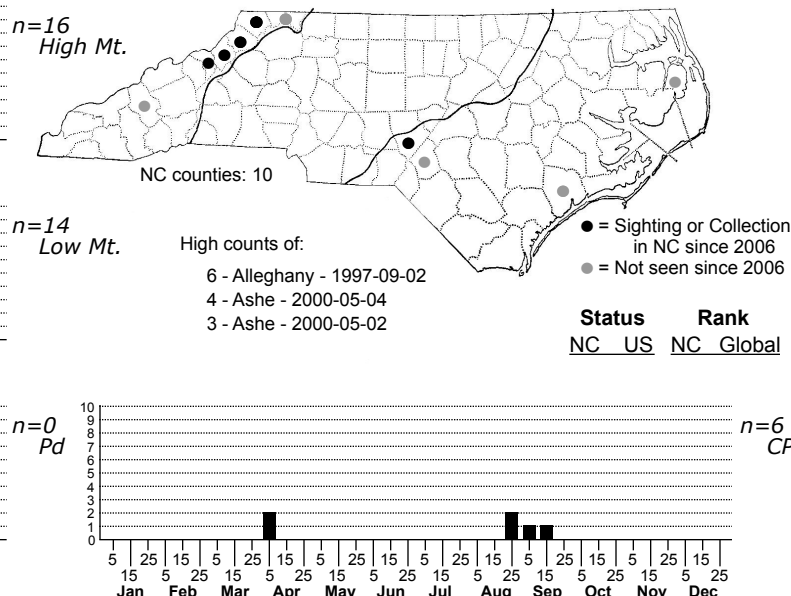 n=16
High Mt.
NC counties: 10
n=14
Low Mt.
High counts of:
6 - Alleghany - 1997-09-02
4 - Ashe - 2000-05-04
3 - Ashe - 2000-05-02
● = Sighting or Collection
in NC since 2006
● = Not seen since 2006
Status Rank
NC US NC Global
n=0
Pd
10
9
8
7
6
5
4
3
2
1
0
n=6
CP
5 25 15 5 25 15 5 25 15 5 25 15 5 25 15 5 25 15
15 5 25 15 5 25 15 5 25 15 5 25 15 5 25 15 5 25
Jan Feb Mar Apr May Jun Jul Aug Sep Oct Nov Dec